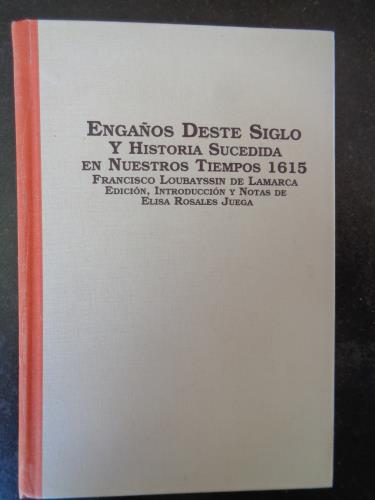 Engaños Deste Siglo
Y Historia Sucedida
en Nuestros Tiempos 1615
Francisco Loubayssin de Lamarca
Edición, Introducción y Notas de
Elisa Rosales Juega